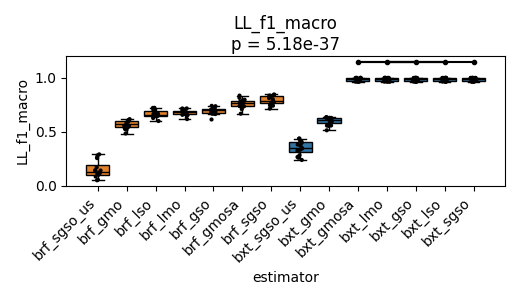 LL_f1_macro
p = 5.18e-37
LL_f1_macro
1.0
0.5
0.0
brf_sgso_us
brf_gmo
brf_lso
brf_lmo
brf_gso
brf_gmosa
brf_sgso
bxt_sgso_us
bxt_gmo
bxt_gmosa
bxt_lmo
bxt_gso
bxt_lso
bxt_sgso
estimator